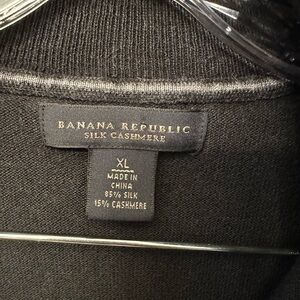 BANANA REPUBLIC
SILK CASHMERE
XL
MADE IN
CHINA
85% SILK
15% CASHMERE